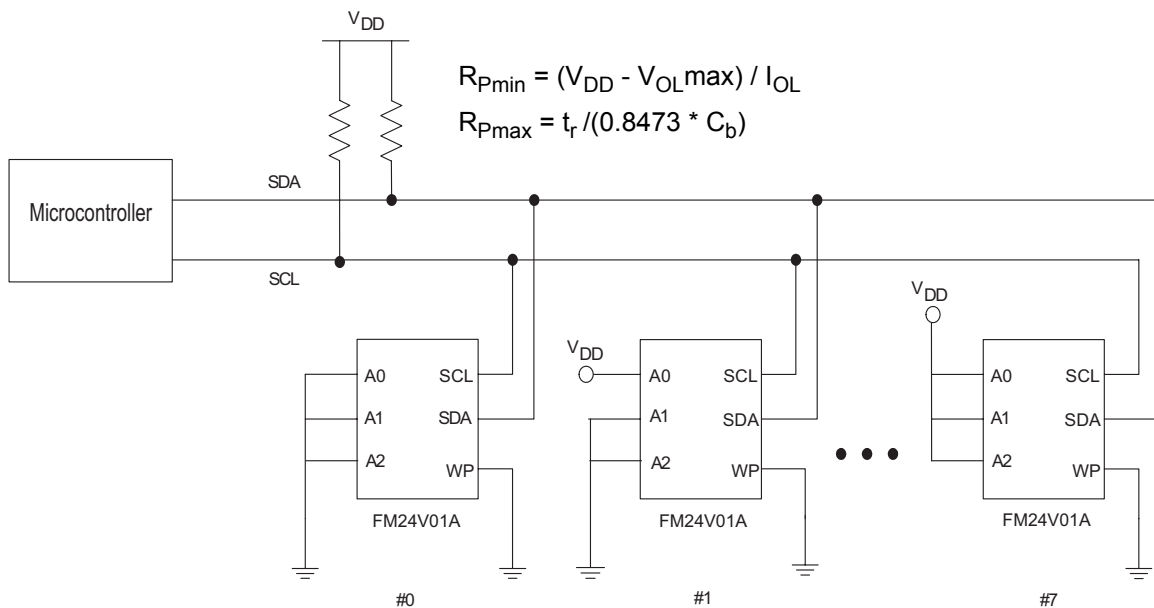 VDD
RPmin = (VDD - VOLmax) / IOL
RPmax = tr /(0.8473 * Cb)
SDA
Microcontroller
SCL
VDD
VDD
A0
SCL
A1
SDA
A2
WP
FM24V01A
A0
SCL
A1
SDA
A2
WP
FM24V01A
A0
SCL
A1
SDA
A2
WP
FM24V01A
#0
#1
#7